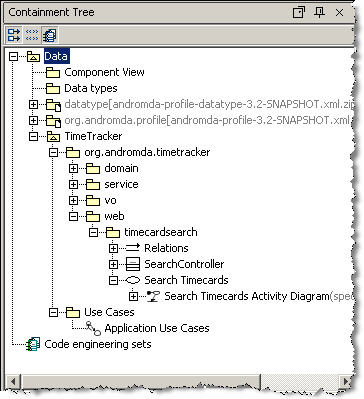 Containment Tree
Data
Component View
Data types
datatype[andromda-profile-datatype-3.2-SNAPSHOT.xml.zip
org.andromda.profile[andromda-profile-3.2-SNAPSHOT.xml
TimeTracker
org.andromda.timetracker
domain
service
vo
web
timecardsearch
Relations
SearchController
Search Timecards
Search Timecards Activity Diagram(spec
Use Cases
Application Use Cases
Code engineering sets